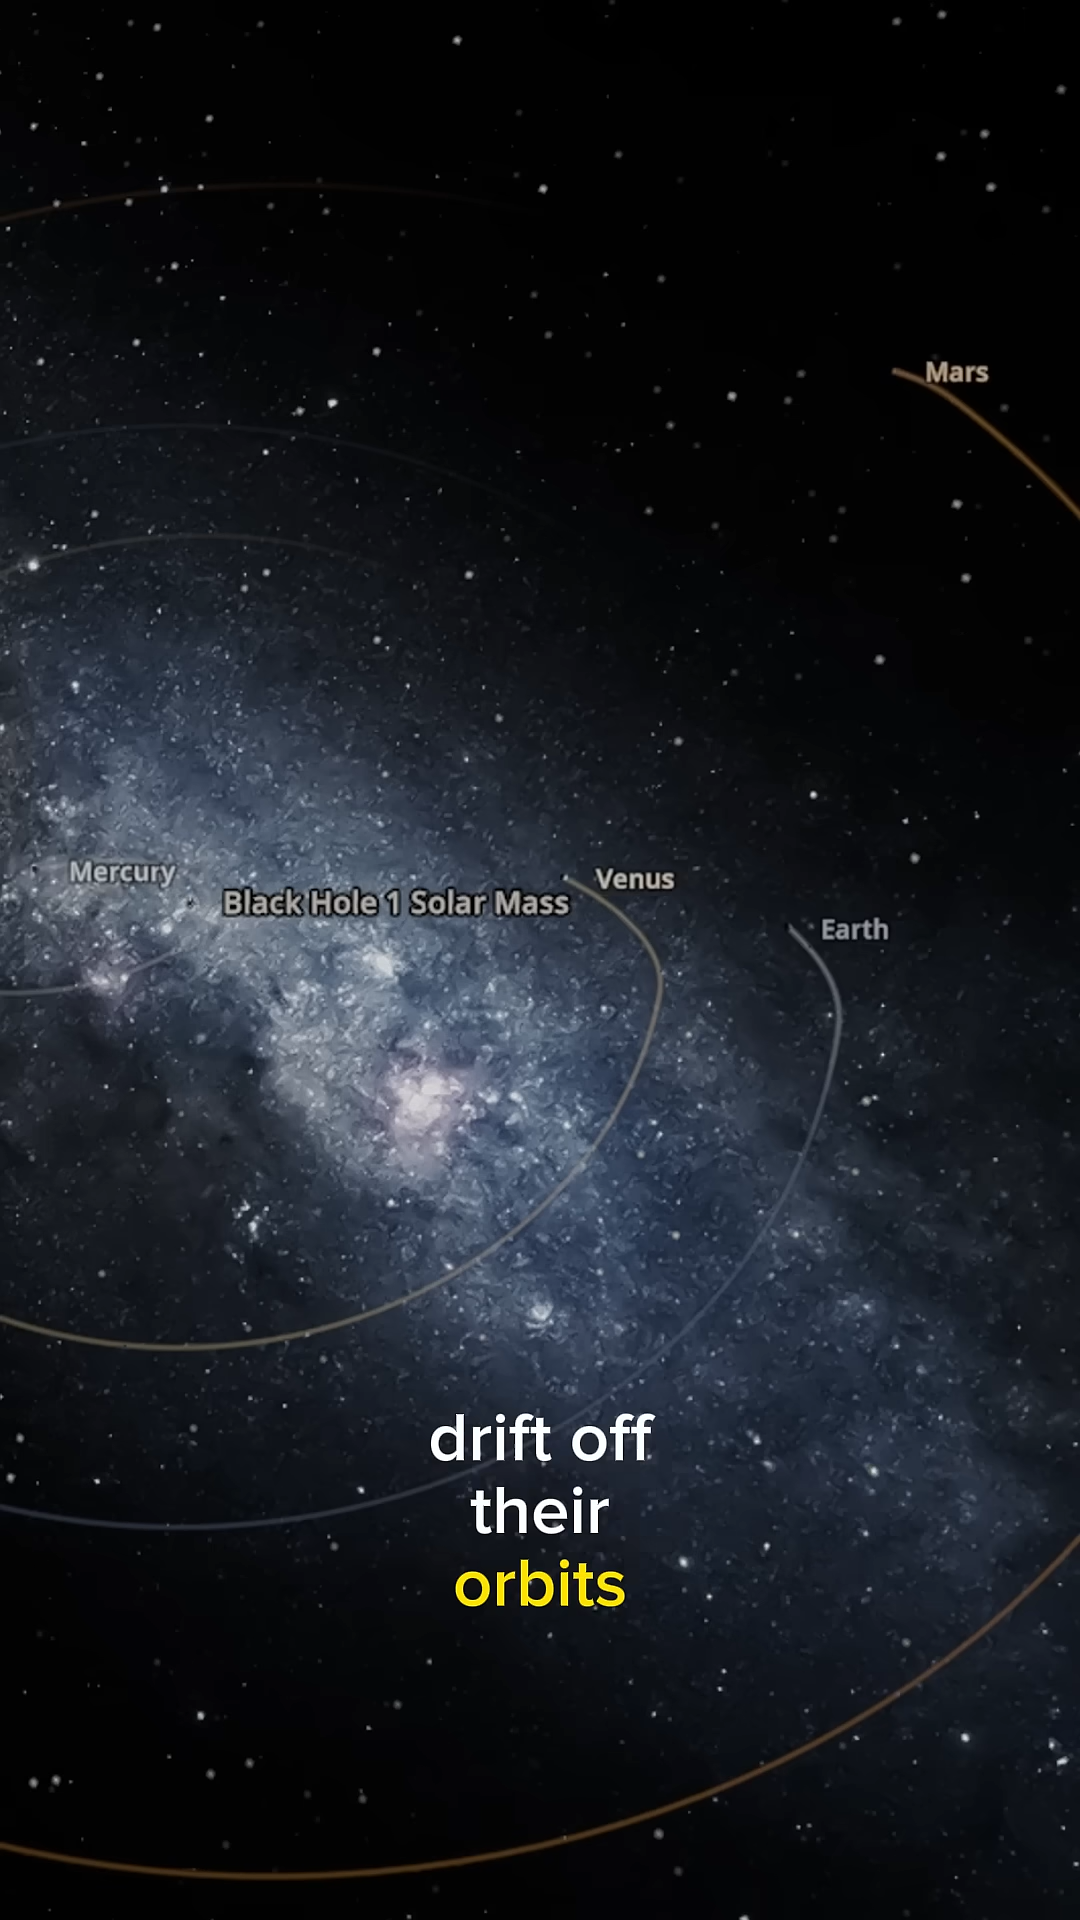 Mars
Mercury
Venus
Black Hole 1 Solar Mass
Earth
drift off
their
orbits